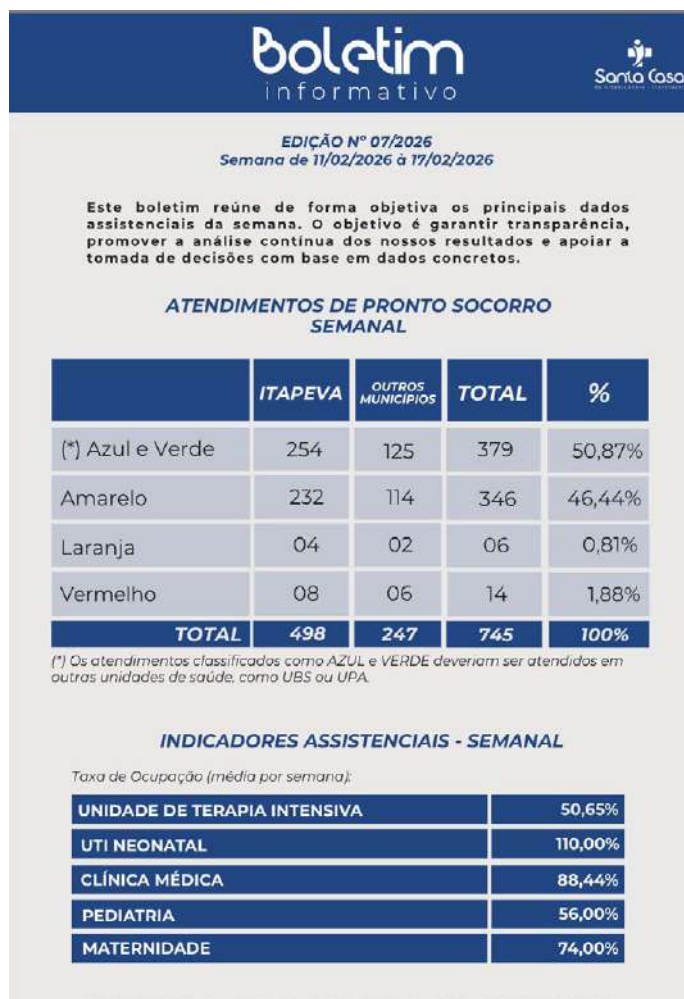 Boletim
informativo
Santa Casa
EDIÇÃO Nº 07/2026
Semana de 11/02/2026 à 17/02/2026
Este boletim reúne de forma objetiva os principais dados
assistenciais da semana. O objetivo é garantir transparência,
promover a análise contínua dos nossos resultados e apoiar a
tomada de decisões com base em dados concretos.
ATENDIMENTOS DE PRONTO SOCORRO
SEMANAL
ITAPEVA OUTROS MUNICÍPIOS TOTAL %
(*) Azul e Verde 254 125 379 50,87%
Amarelo 232 114 346 46,44%
Laranja 04 02 06 0,81%
Vermelho 08 06 14 1,88%
TOTAL 498 247 745 100%
(*) Os atendimentos classificados como AZUL e VERDE deveriam ser atendidos em
outras unidades de saúde, como UBS ou UPA.
INDICADORES ASSISTENCIAIS - SEMANAL
Taxa de Ocupação (média por semana):
UNIDADE DE TERAPIA INTENSIVA 50,65%
UTI NEONATAL 110,00%
CLÍNICA MÉDICA 88,44%
PEDIATRIA 56,00%
MATERNIDADE 74,00%